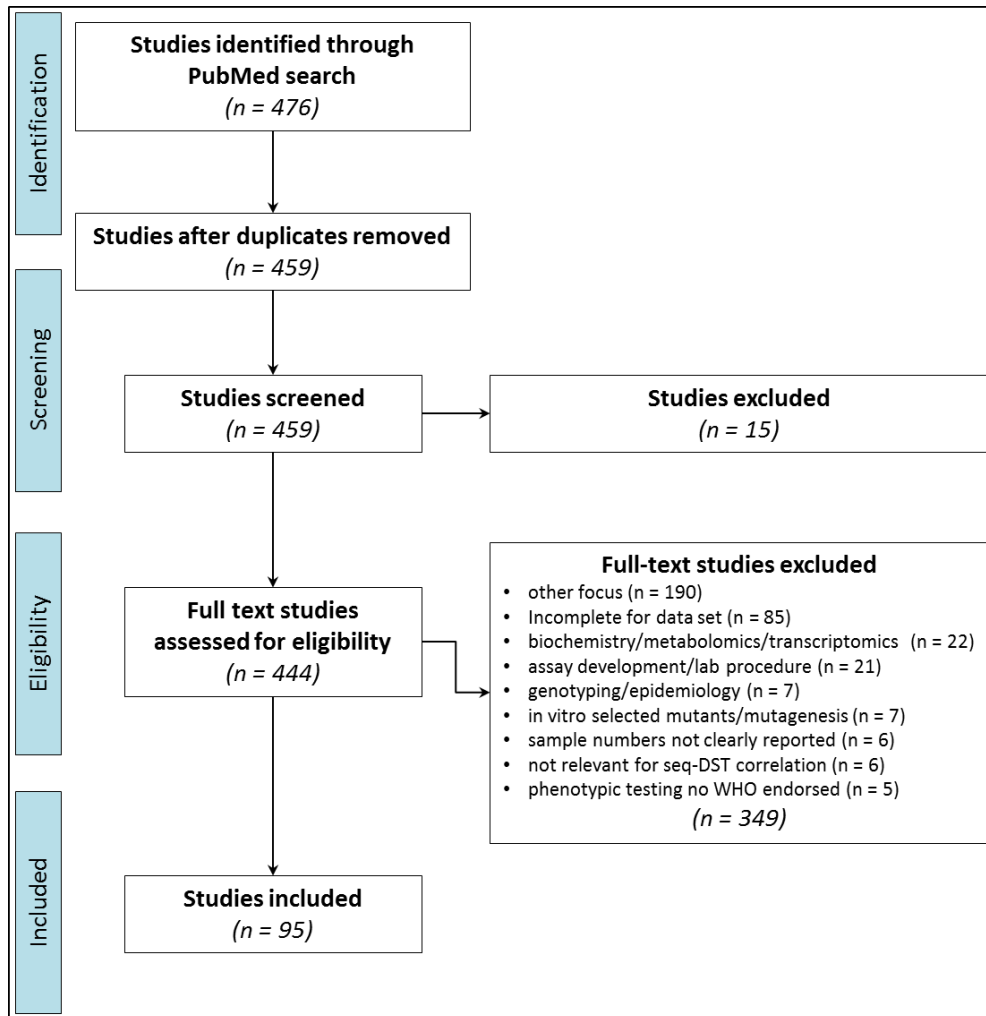 Identification
Studies identified through
PubMed search
(n = 476)
Studies after duplicates removed
(n = 459)
Screening
Studies screened
(n = 459)
Studies excluded
(n = 15)
Eligibility
Full text studies
assessed for eligibility
(n = 444)
Full-text studies excluded
• other focus (n = 190)
• Incomplete for data set (n = 85)
• biochemistry/metabolomics/transcriptomics (n = 22)
• assay development/lab procedure (n = 21)
• genotyping/epidemiology (n = 7)
• in vitro selected mutants/mutagenesis (n = 7)
• sample numbers not clearly reported (n = 6)
• not relevant for seq-DST correlation (n = 6)
• phenotypic testing no WHO endorsed (n = 5)
(n = 349)
Included
Studies included
(n = 95)